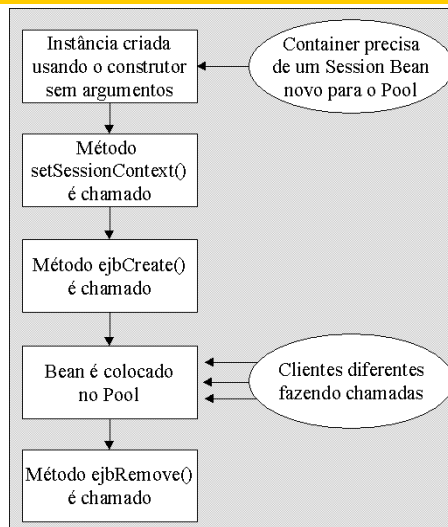 Instância criada
usando o construtor
sem argumentos
Container precisa
de um Session Bean
novo para o Pool
Método
setSessionContext()
é chamado
Método ejbCreate()
é chamado
Bean é colocado
no Pool
Clientes diferentes
fazendo chamadas
Método ejbRemove()
é chamado